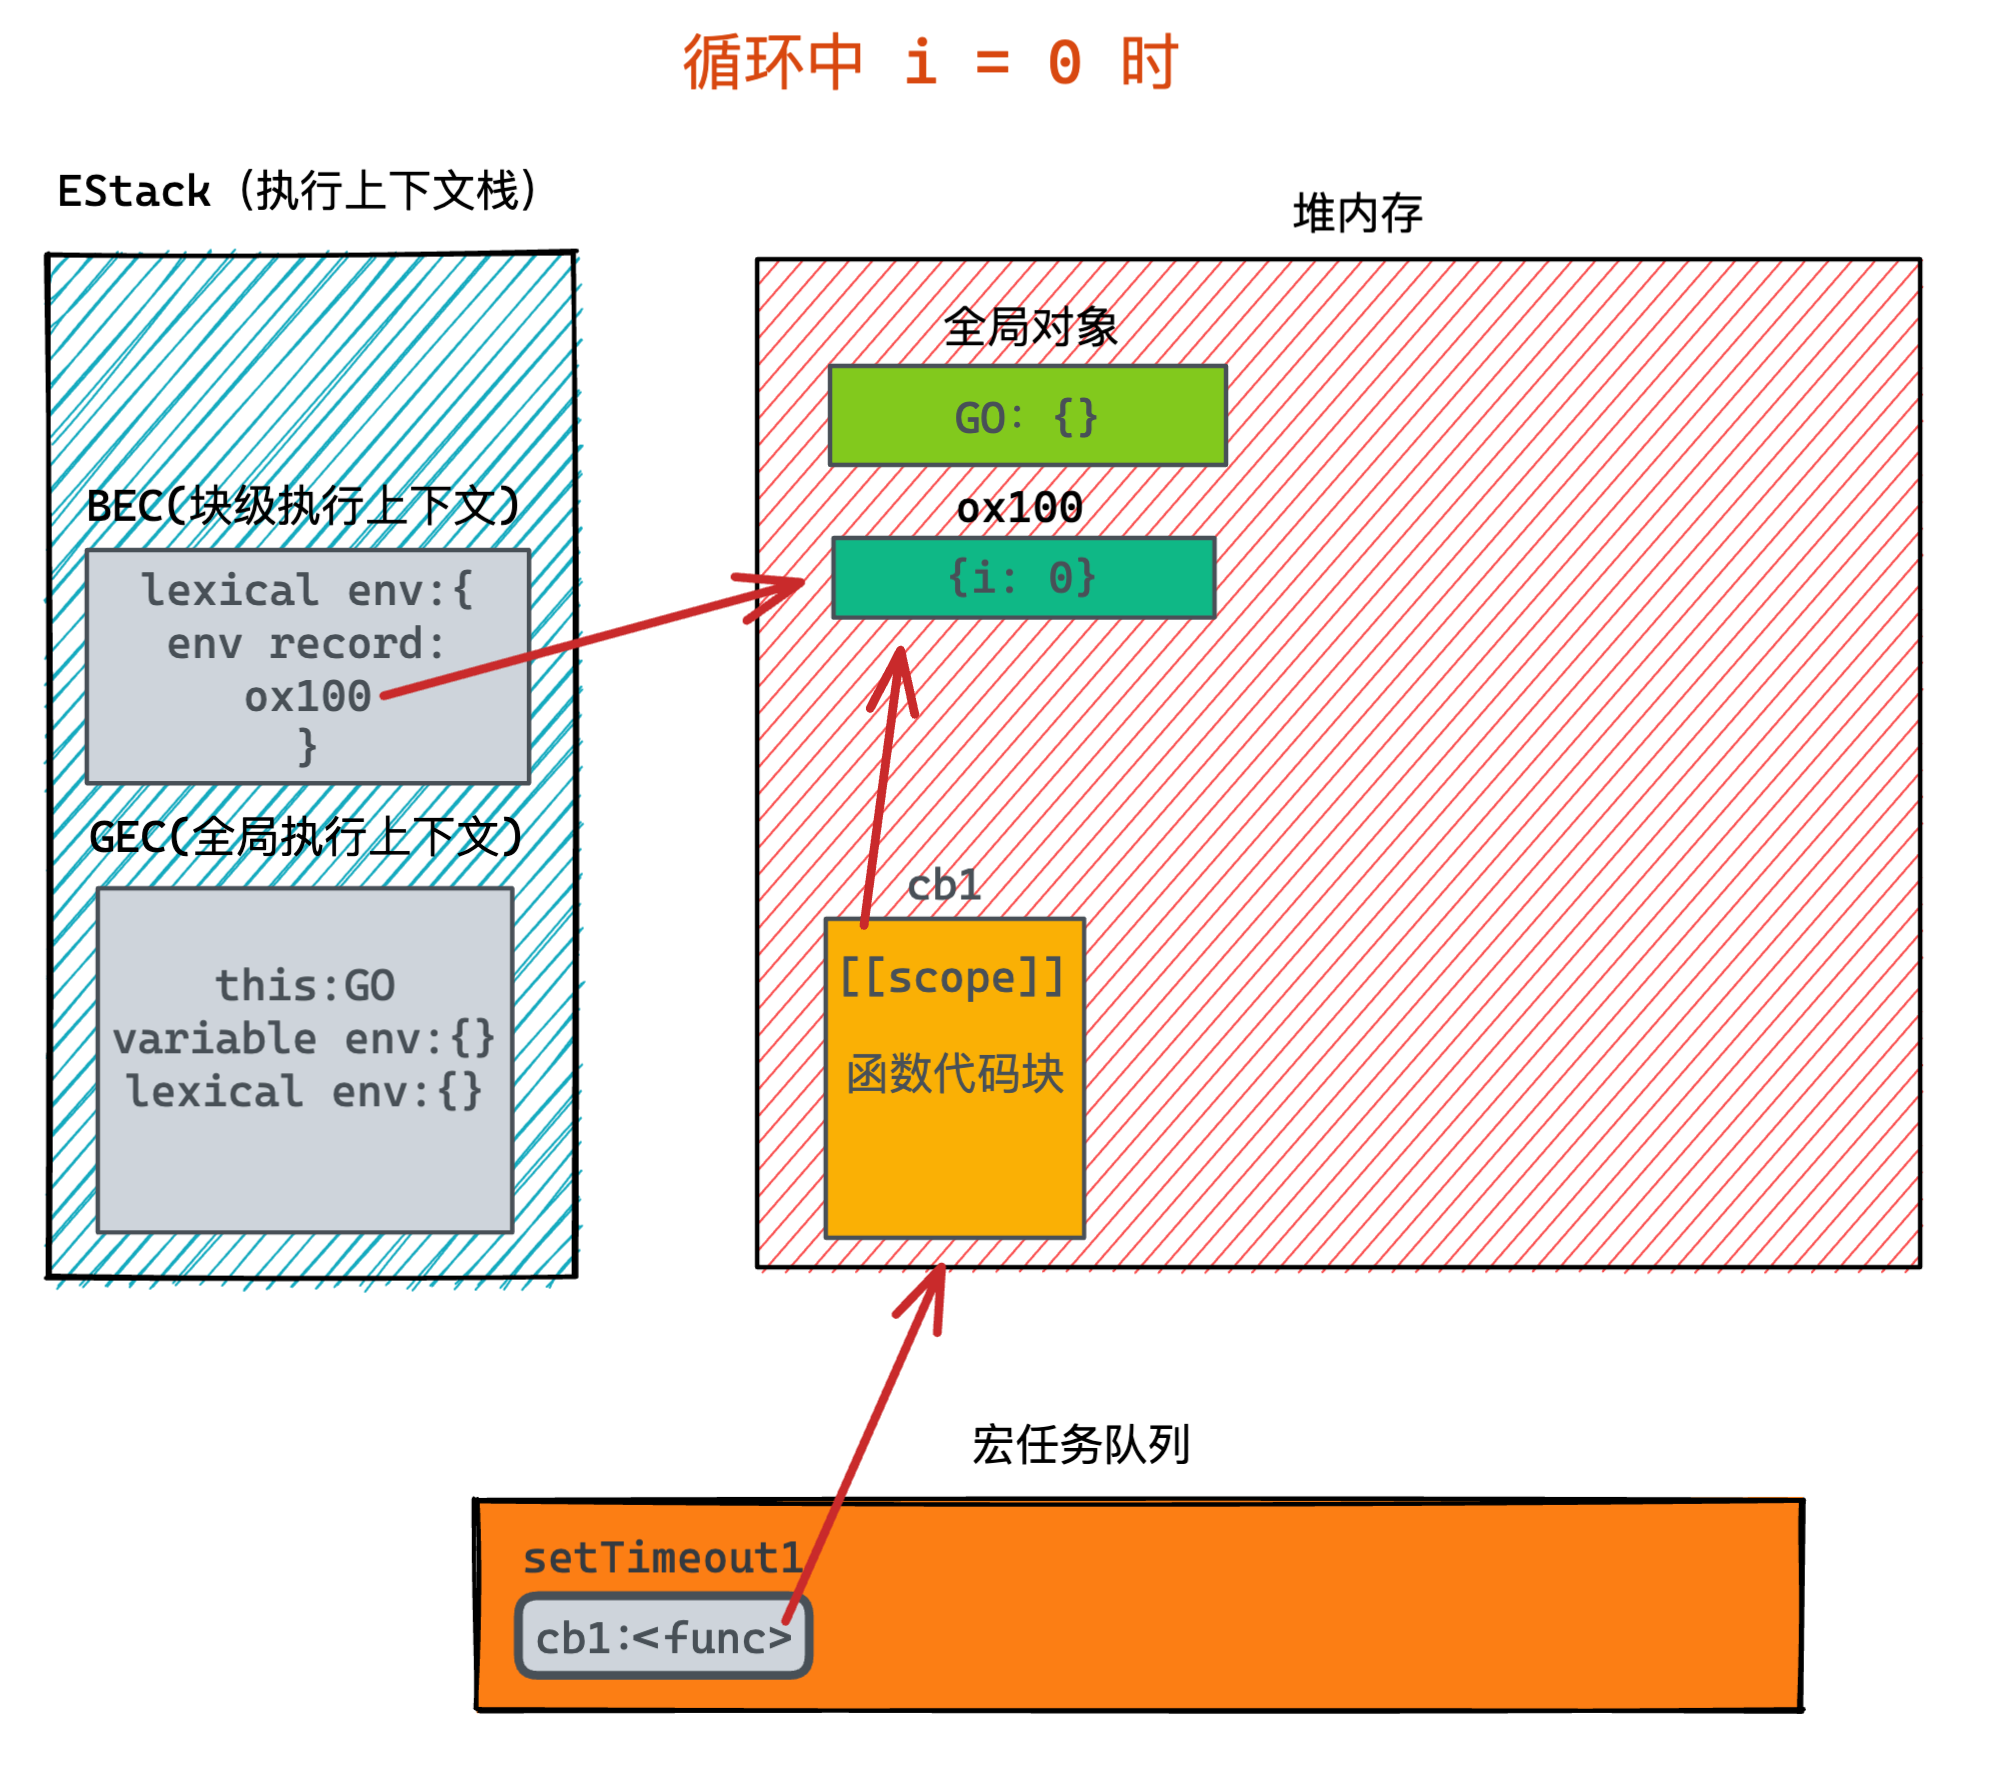 循环中 i = 0 时
EStack (执行上下文栈)
BEC(块级执行上下文)
lexical env:{
env record:
ox100
}
GEC(全局执行上下文)
this:GO
variable env:{}
lexical env:{}
堆内存
全局对象
GO: {}
ox100
{i: 0}
cb1
[[scope]]
函数代码块
宏任务队列
setTimeout1
cb1:<func>